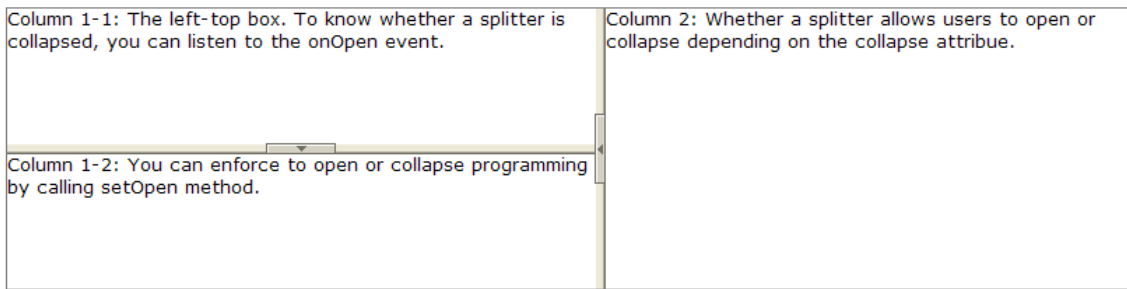 Column 1-1: The left-top box. To know whether a splitter is
collapsed, you can listen to the onOpen event.
Column 1-2: You can enforce to open or collapse programming
by calling setOpen method.
Column 2: Whether a splitter allows users to open or
collapse depending on the collapse attribue.